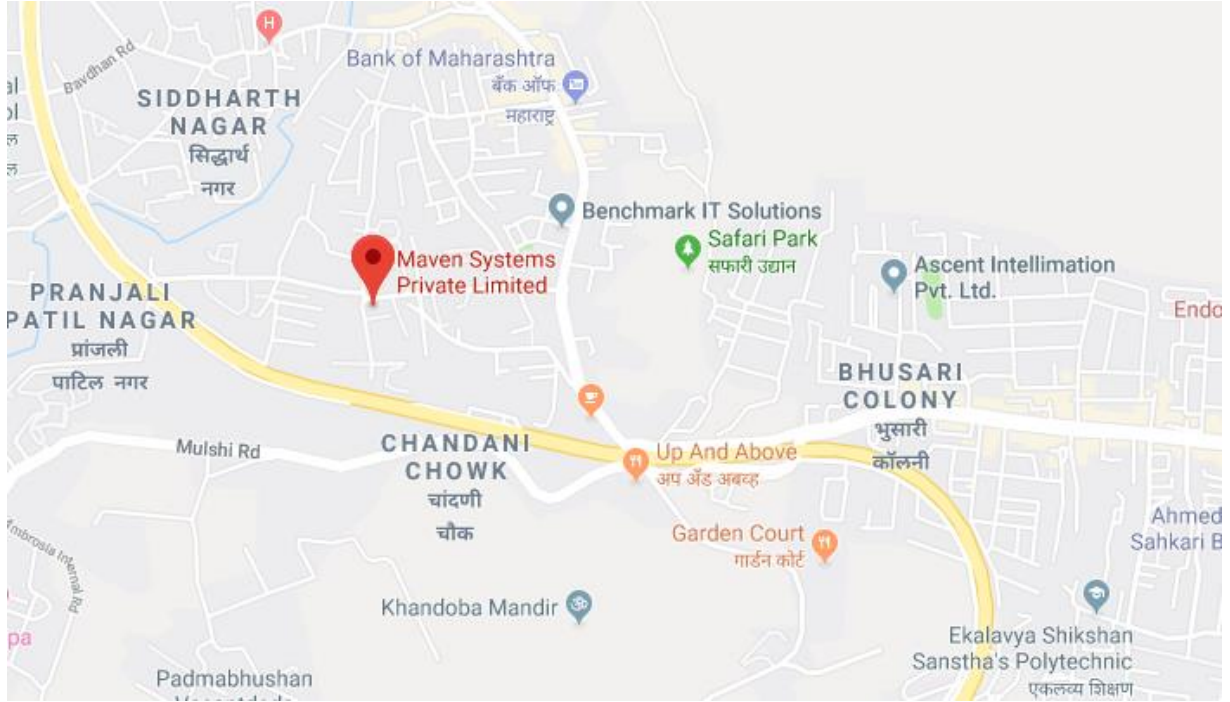 Bavdhan Rd
al
ol
ल
ल
H
SIDDHARTH
NAGAR
सिद्धार्थ
नगर
Bank of Maharashtra
बँक ऑफ
महाराष्ट्र
Benchmark IT Solutions
Safari Park
सफारी उद्यान
Maven Systems
Private Limited
Ascent Intellimation
Pvt. Ltd.
Endo
PRANJALI
PATIL NAGAR
प्रांजली
पाटिल नगर
BHUSARI
COLONY
भुसारी
कॉलनी
Mulshi Rd
CHANDANI
CHOWK
चांदणी
चौक
Up And Above
अप अँड अबव्ह
Garden Court
गार्डन कोर्ट
Ahmed
Sahkari B
Ambrosia Internal Rd
Khandoba Mandir
pa
Ekalavya Shikshan
Sanstha's Polytechnic
एकलव्य शिक्षण
Padmabhushan